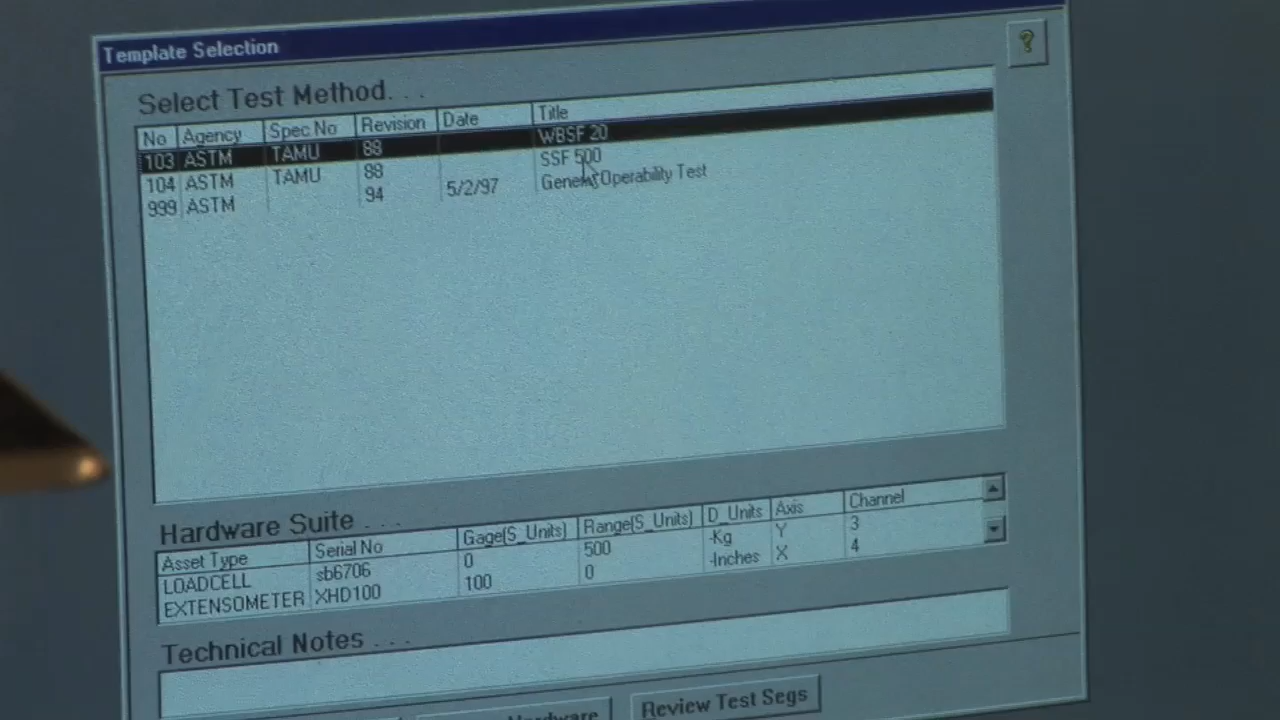 Template Selection
?
Select Test Method. . .
No Agency Spec.No Revision Date Title
103 ASTM TAMU 88 WBSF 20
104 ASTM TAMU 88 SSF 500
999 ASTM 94 5/2/97 Operability Test
Hardware Suite . . .
Asset Type Serial No Gage(S_Units) Range(S_Units) D_Units Axis Channel
LOADCELL sb6706 0 500 -Kg Y 3
EXTENSOMETER XHD100 100 0 -Inches X 4
Technical Notes . . .
Hardware Review Test Segs